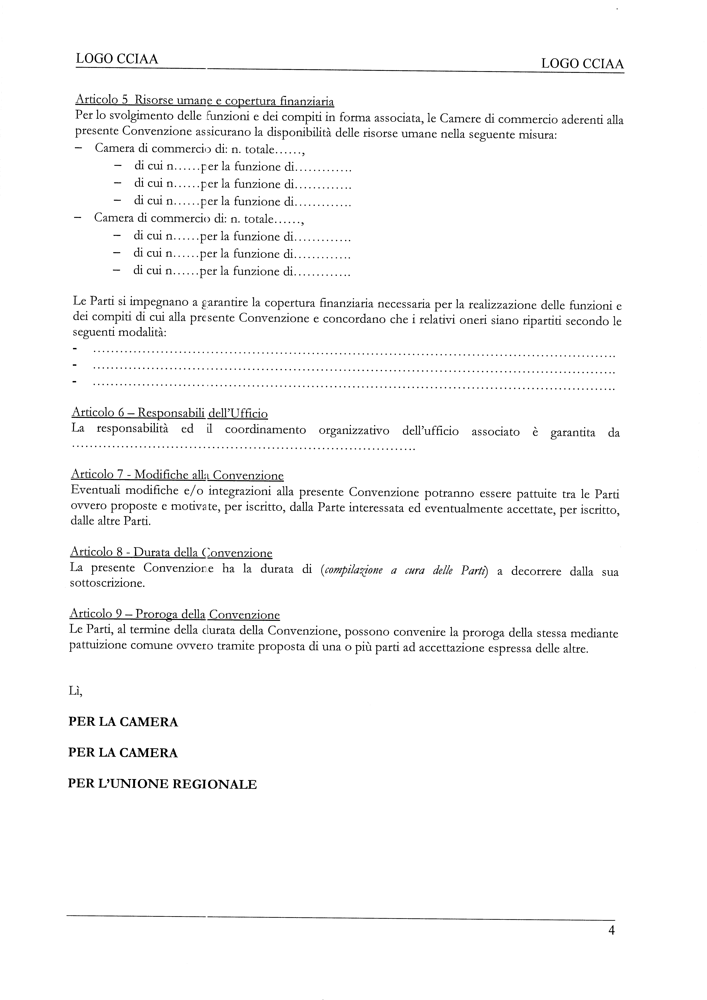 LOGO CCIAA LOGO CCIAA
Articolo 5 Risorse umane e copertura finanziaria
Per lo svolgimento delle funzioni e dei compiti in forma associata, le Camere di commercio aderenti alla
presente Convenzione assicurano la disponibilità delle risorse umane nella seguente misura:
– Camera di commercio di: n. totale......,
– di cui n......per la funzione di.............
– di cui n......per la funzione di.............
– di cui n......per la funzione di.............
– Camera di commercio di: n. totale......,
– di cui n......per la funzione di.............
– di cui n......per la funzione di.............
– di cui n......per la funzione di.............
Le Parti si impegnano a garantire la copertura finanziaria necessaria per la realizzazione delle funzioni e
dei compiti di cui alla presente Convenzione e concordano che i relativi oneri siano ripartiti secondo le
seguenti modalità:
- ....................................................................................................................
- ....................................................................................................................
- ....................................................................................................................
Articolo 6 – Responsabili dell'Ufficio
La responsabilità ed il coordinamento organizzativo dell'ufficio associato è garantita da
............................................................................
Articolo 7 - Modifiche alla Convenzione
Eventuali modifiche e/o integrazioni alla presente Convenzione potranno essere pattuite tra le Parti
ovvero proposte e motivate, per iscritto, dalla Parte interessata ed eventualmente accettate, per iscritto,
dalle altre Parti.
Articolo 8 - Durata della Convenzione
La presente Convenzione ha la durata di (compilazione a cura delle Parti) a decorrere dalla sua
sottoscrizione.
Articolo 9 – Proroga della Convenzione
Le Parti, al termine della durata della Convenzione, possono convenire la proroga della stessa mediante
pattuizione comune ovvero tramite proposta di una o più parti ad accettazione espressa delle altre.
Lì,
PER LA CAMERA
PER LA CAMERA
PER L'UNIONE REGIONALE
4